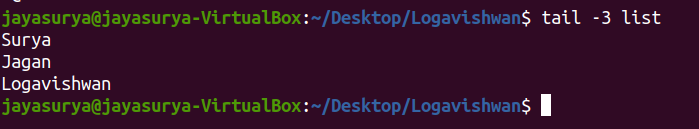 jayasurya@jayasurya-VirtualBox:~/Desktop/Logavishwan$ tail -3 list
Surya
Jagan
Logavishwan
jayasurya@jayasurya-VirtualBox:~/Desktop/Logavishwan$